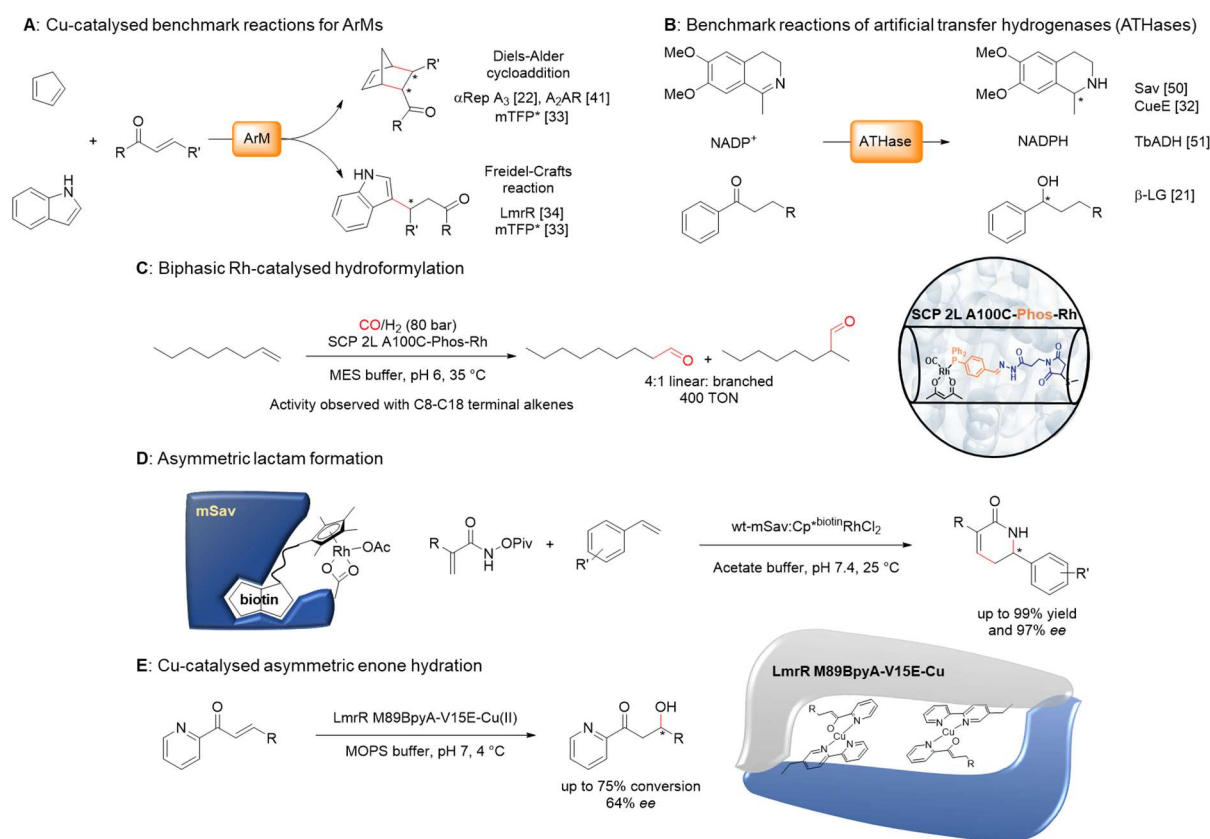 A: Cu-catalysed benchmark reactions for ArMs
O
R
R'
+
N
H
ArM
R'
*
*
O
R
Diels-Alder
cycloaddition
αRep A3 [22], A2AR [41]
mTFP* [33]
HN
*
O
R'
R
Freidel-Crafts
reaction
LmrR [34]
mTFP* [33]
B: Benchmark reactions of artificial transfer hydrogenases (ATHases)
MeO
MeO
N
MeO
MeO
NH
*
Sav [50]
CueE [32]
NADP+
ATHase
NADPH
TbADH [51]
O
R
OH
*
R
β-LG [21]
C: Biphasic Rh-catalysed hydroformylation
CO/H2 (80 bar)
SCP 2L A100C-Phos-Rh
MES buffer, pH 6, 35 °C
Activity observed with C8-C18 terminal alkenes
O
+
O
4:1 linear: branched
400 TON
SCP 2L A100C-Phos-Rh
Ph2
P
OC
Rh
O
O
N
N
H
O
O
N
O
S
D: Asymmetric lactam formation
mSav
Rh
OAc
O
O
biotin
R
O
N
H
OPiv
+
R'
wt-mSav:Cp*biotinRhCl2
Acetate buffer, pH 7.4, 25 °C
O
R
NH
*
R'
up to 99% yield
and 97% ee
E: Cu-catalysed asymmetric enone hydration
N
O
R
LmrR M89BpyA-V15E-Cu(II)
MOPS buffer, pH 7, 4 °C
N
O
OH
*
R
up to 75% conversion
64% ee
LmrR M89BpyA-V15E-Cu
R
O
N
Cu
N
N
N
N
Cu
N
O
R